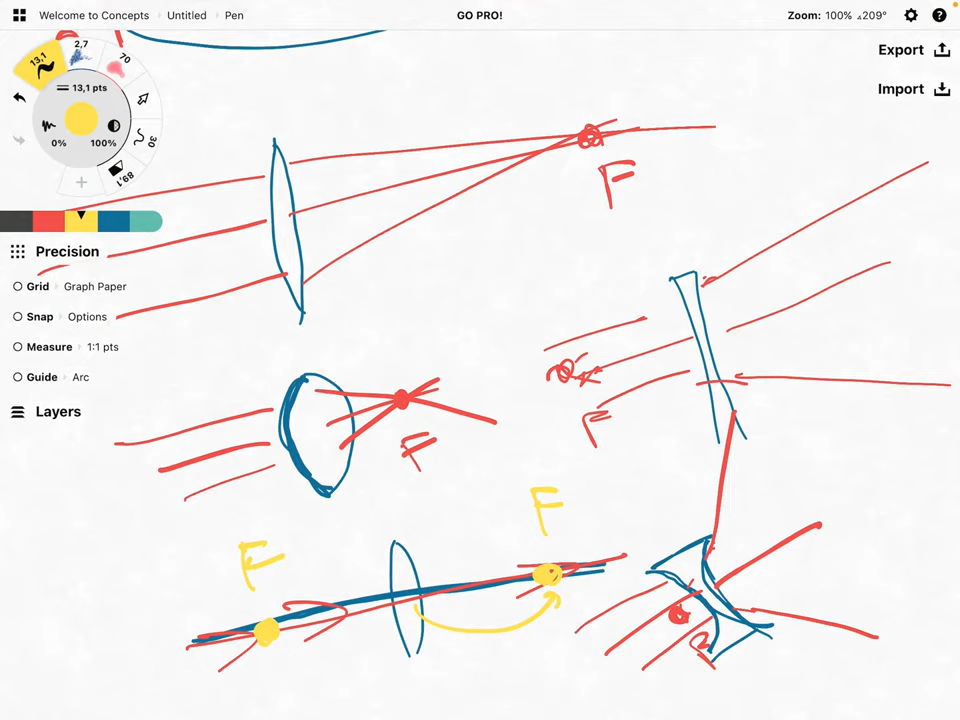 Welcome to Concepts › Untitled › Pen
GO PRO!
Zoom: 100% ⊿209°
Export
Import
13,1
2,7
70
13,1 pts
30
0%
100%
89,1
Precision
Grid › Graph Paper
Snap › Options
Measure › 1:1 pts
Guide › Arc
Layers
F
F
F
F
F